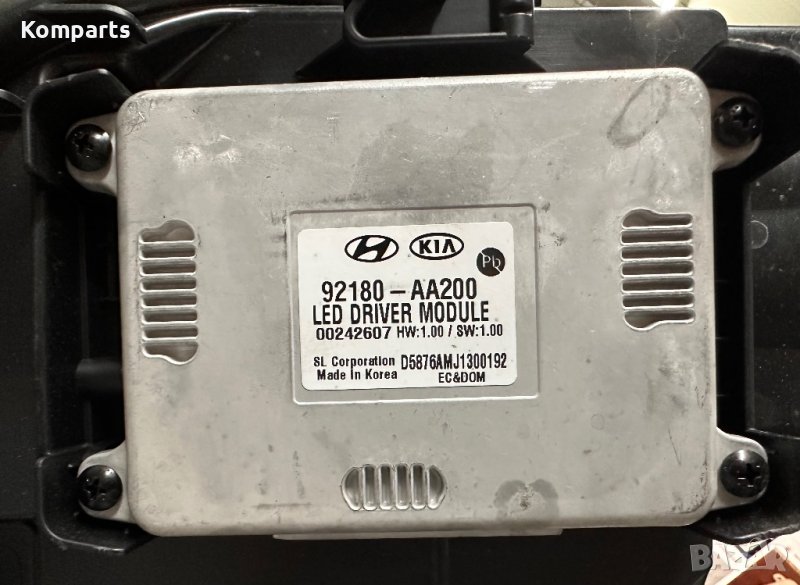 Komparts
KIA
Pb
92180-AA200
LED DRIVER MODULE
00242607 HW:1.00 / SW:1.00
SL Corporation D5876AMJ1300192
Made In Korea EC&DOM
BAZAR